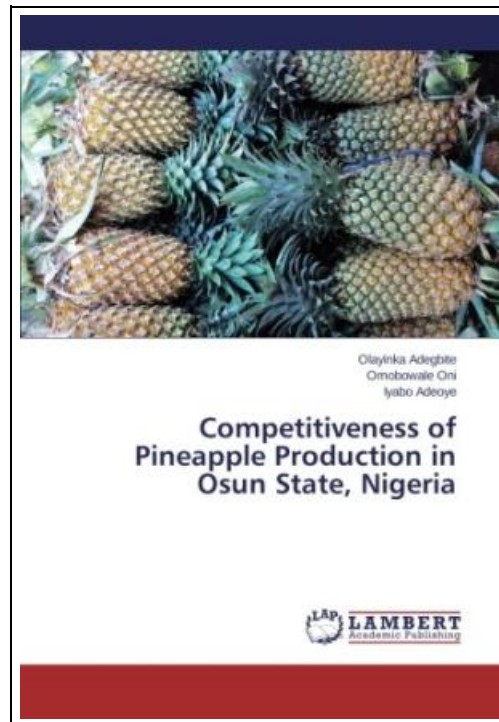 Olayinka Adegbite
Omobowale Oni
Iyabo Adeoye
Competitiveness of
Pineapple Production in
Osun State, Nigeria
LAP
LAMBERT
Academic Publishing